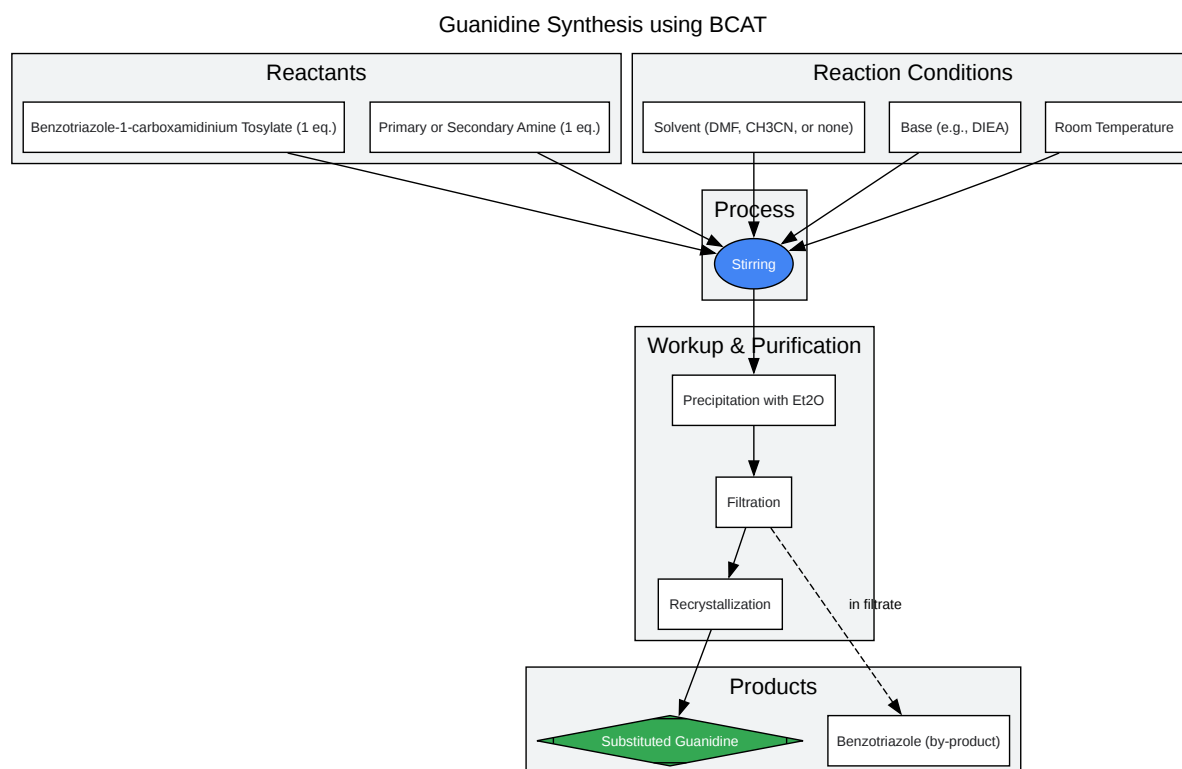 Guanidine Synthesis using BCAT
Reactants
Reaction Conditions
Benzotriazole-1-carboxamidinium Tosylate (1 eq.)
Primary or Secondary Amine (1 eq.)
Solvent (DMF, CH3CN, or none)
Base (e.g., DIEA)
Room Temperature
Process
Stirring
Workup & Purification
Precipitation with Et2O
Filtration
Recrystallization
in filtrate
Products
Substituted Guanidine
Benzotriazole (by-product)